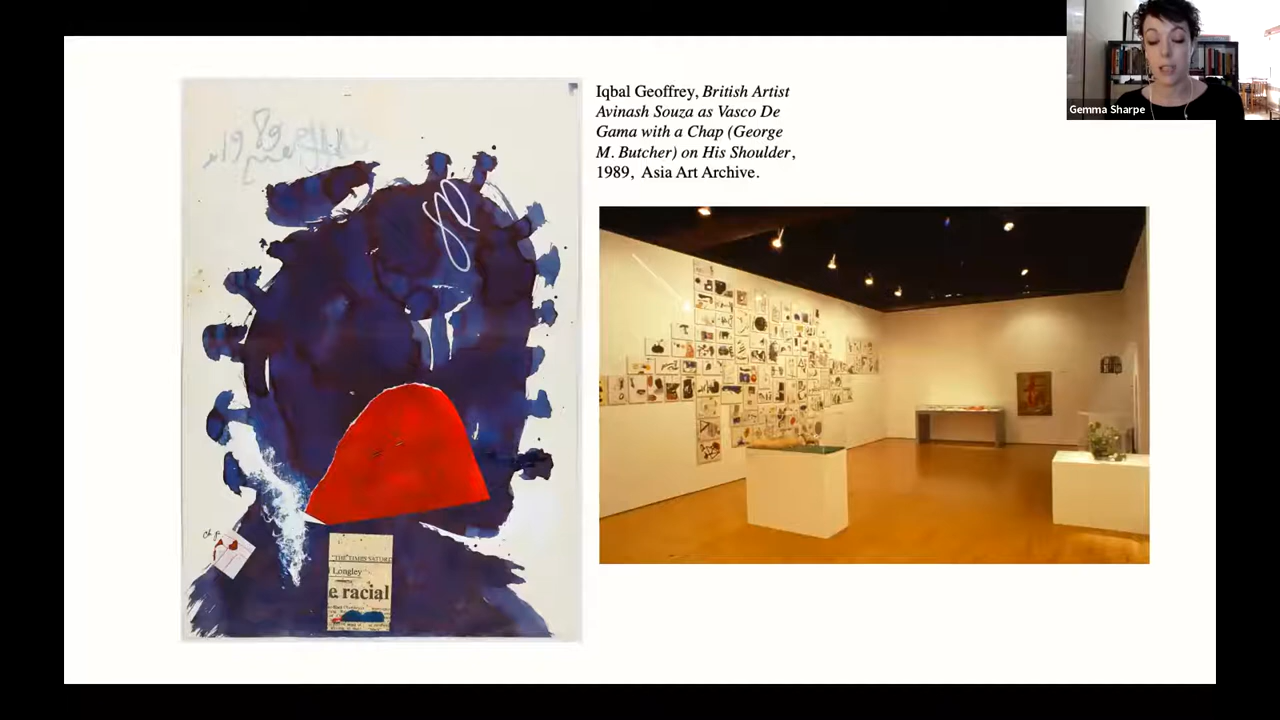 Iqbal Geoffrey, British Artist
Avinash Souza as Vasco De
Gama with a Chap (George
M. Butcher) on His Shoulder,
1989, Asia Art Archive.
Gemma Sharpe
"THE TIMES
Longley
e racial